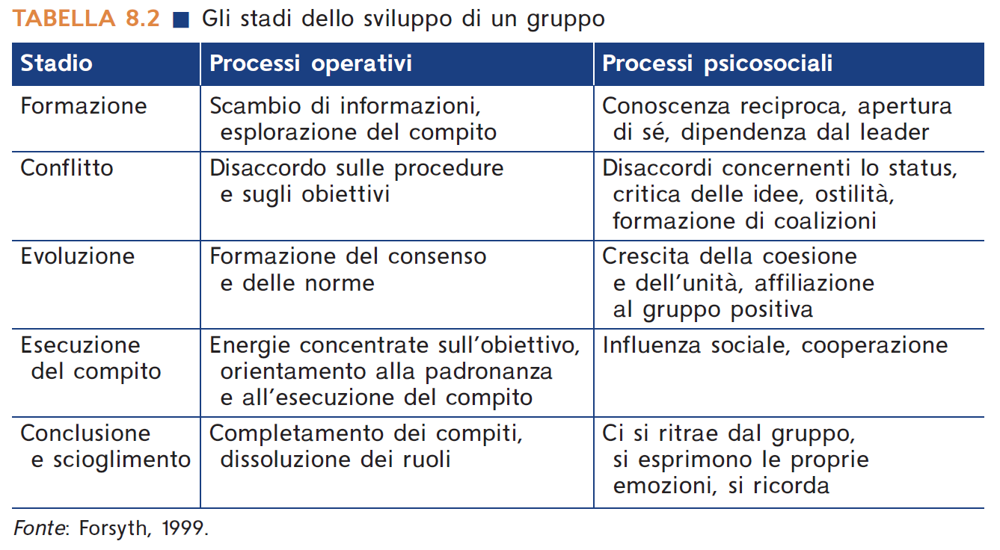 TABELLA 8.2 ■ Gli stadi dello sviluppo di un gruppo
Stadio Processi operativi Processi psicosociali
Formazione Scambio di informazioni, Conoscenza reciproca, apertura
esplorazione del compito di sé, dipendenza dal leader
Conflitto Disaccordo sulle procedure Disaccordi concernenti lo status,
e sugli obiettivi critica delle idee, ostilità,
formazione di coalizioni
Evoluzione Formazione del consenso Crescita della coesione
e delle norme e dell’unità, affiliazione
al gruppo positiva
Esecuzione Energie concentrate sull’obiettivo, Influenza sociale, cooperazione
del compito orientamento alla padronanza
e all’esecuzione del compito
Conclusione Completamento dei compiti, Ci si ritrae dal gruppo,
e scioglimento dissoluzione dei ruoli si esprimono le proprie
emozioni, si ricorda
Fonte: Forsyth, 1999.